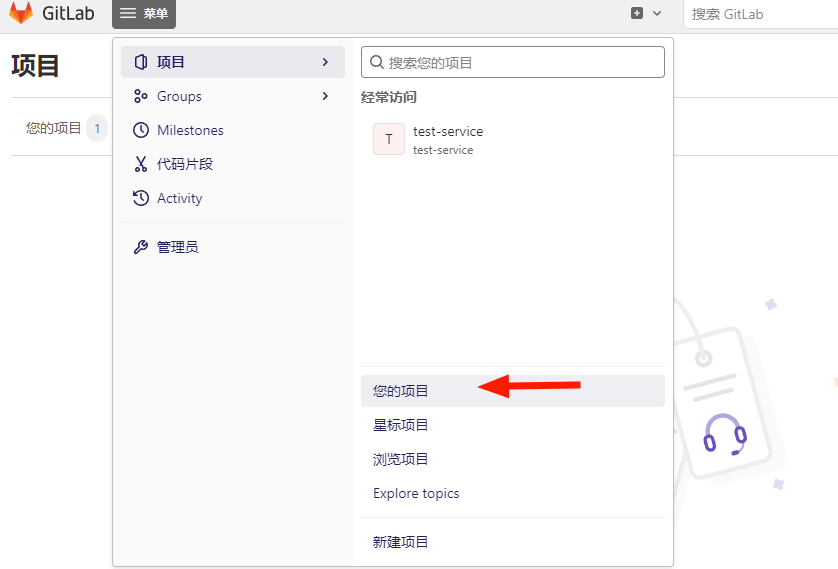 GitLab
菜单
搜索 GitLab
项目
您的项目 1
项目
Groups
Milestones
代码片段
Activity
管理员
搜索您的项目
经常访问
T
test-service
test-service
您的项目
星标项目
浏览项目
Explore topics
新建项目